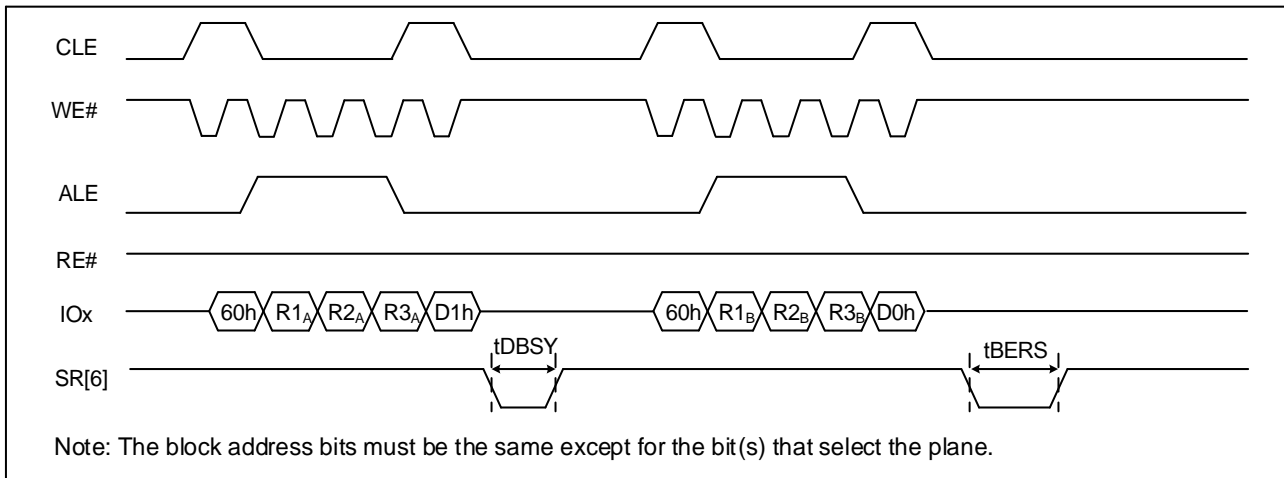 CLE
WE#
ALE
RE#
IOx 60h R1A R2A R3A D1h 60h R1B R2B R3B D0h
tDBSY tBERS
SR[6]
Note: The block address bits must be the same except for the bit(s) that select the plane.